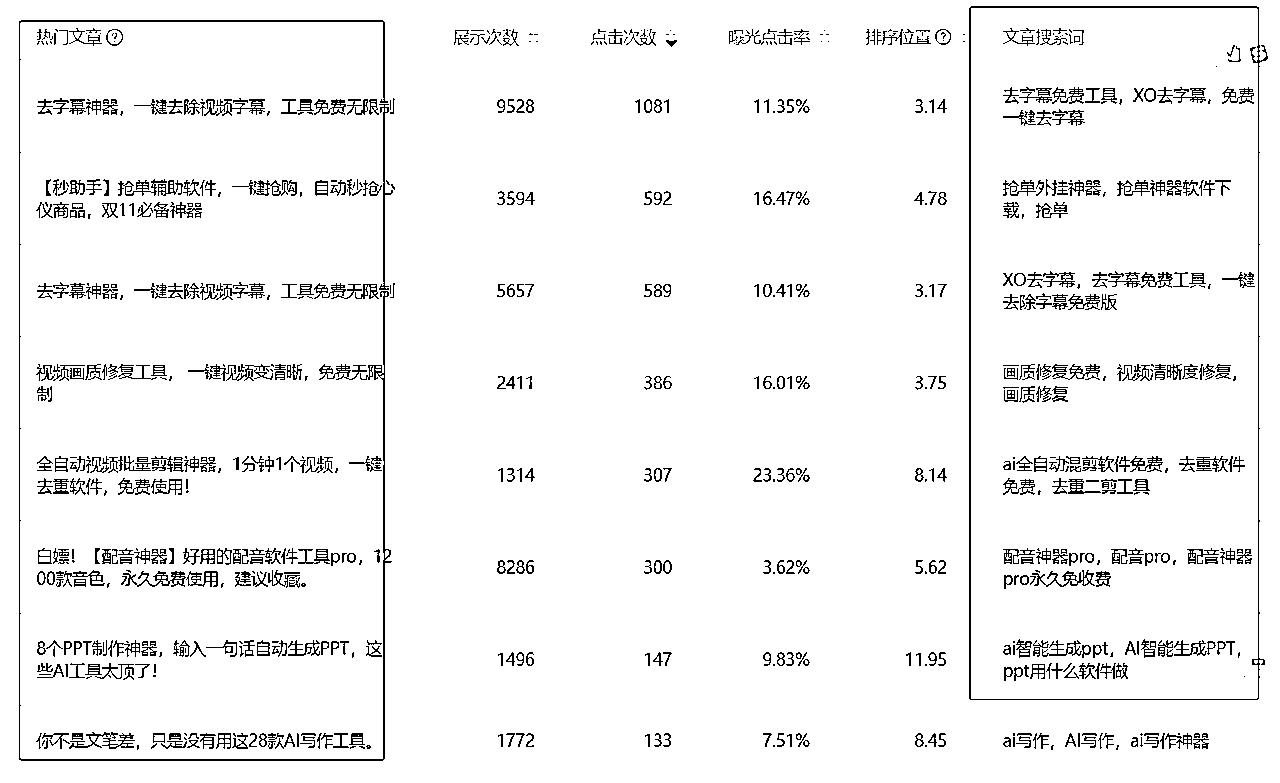 热门文章 展示次数 点击次数 曝光点击率 排序位置 文章搜索词
去字幕神器，一键去除视频字幕，工具免费无限制 9528 1081 11.35% 3.14 去字幕免费工具，XO去字幕，免费
一键去字幕
【秒助手】抢单辅助软件，一键抢购，自动秒抢心
仪商品，双11必备神器 3594 592 16.47% 4.78 抢单外挂神器，抢单神器软件下
载，抢单
去字幕神器，一键去除视频字幕，工具免费无限制 5657 589 10.41% 3.17 XO去字幕，去字幕免费工具，一键
去除字幕免费版
视频画质修复工具， 一键视频变清晰，免费无限
制 2411 386 16.01% 3.75 画质修复免费，视频清晰度修复，
画质修复
全自动视频批量剪辑神器，1分钟1个视频，一键
去重软件，免费使用！ 1314 307 23.36% 8.14 ai全自动混剪软件免费，去重软件
免费，去重二剪工具
白嫖！【配音神器】好用的配音软件工具pro，12
00款音色，永久免费使用，建议收藏。 8286 300 3.62% 5.62 配音神器pro，配音pro，配音神器
pro永久免收费
8个PPT制作神器，输入一句话自动生成PPT，这
些AI工具太顶了！ 1496 147 9.83% 11.95 ai智能生成ppt，AI智能生成PPT，
ppt用什么软件做
你不是文笔差，只是没有用这28款AI写作工具。 1772 133 7.51% 8.45 ai写作，AI写作，ai写作神器